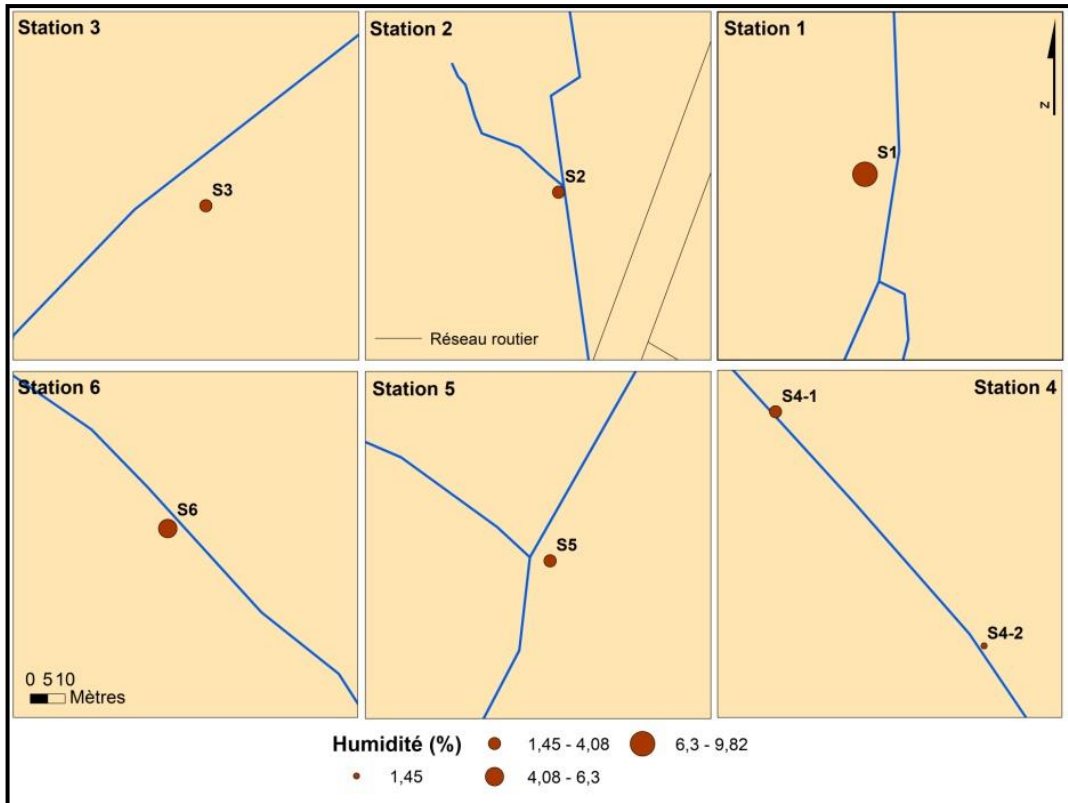 Station 3
S3
Station 2
S2
Réseau routier
Station 1
S1
N
Station 6
S6
0 5 10
Mètres
Station 5
S5
Station 4
S4-1
S4-2
Humidité (%)
1,45
1,45 - 4,08
4,08 - 6,3
6,3 - 9,82